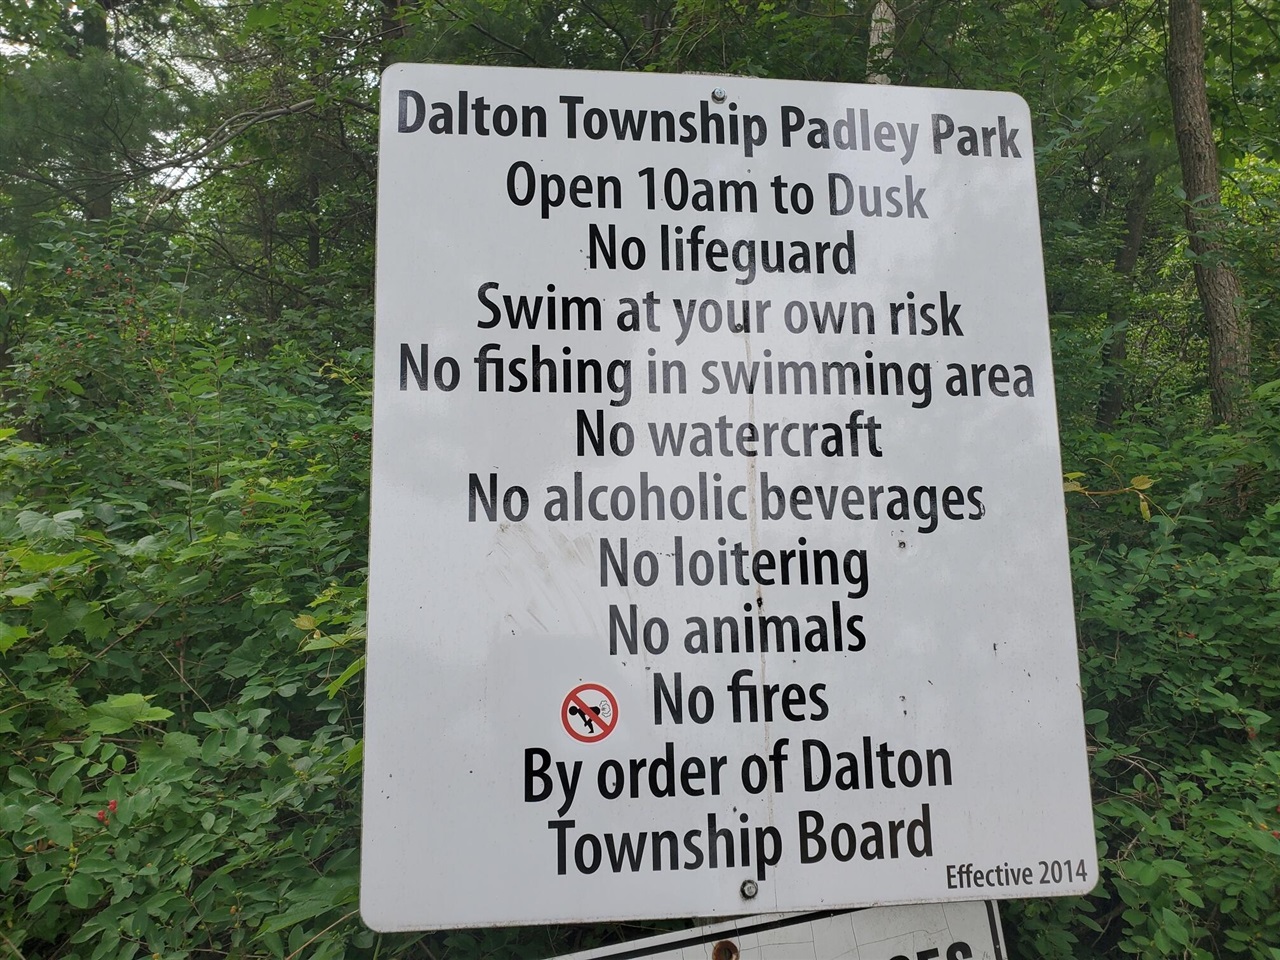 Dalton Township Padley Park
Open 10am to Dusk
No lifeguard
Swim at your own risk
No fishing in swimming area
No watercraft
No alcoholic beverages
No loitering
No animals
No fires
By order of Dalton
Township Board
Effective 2014